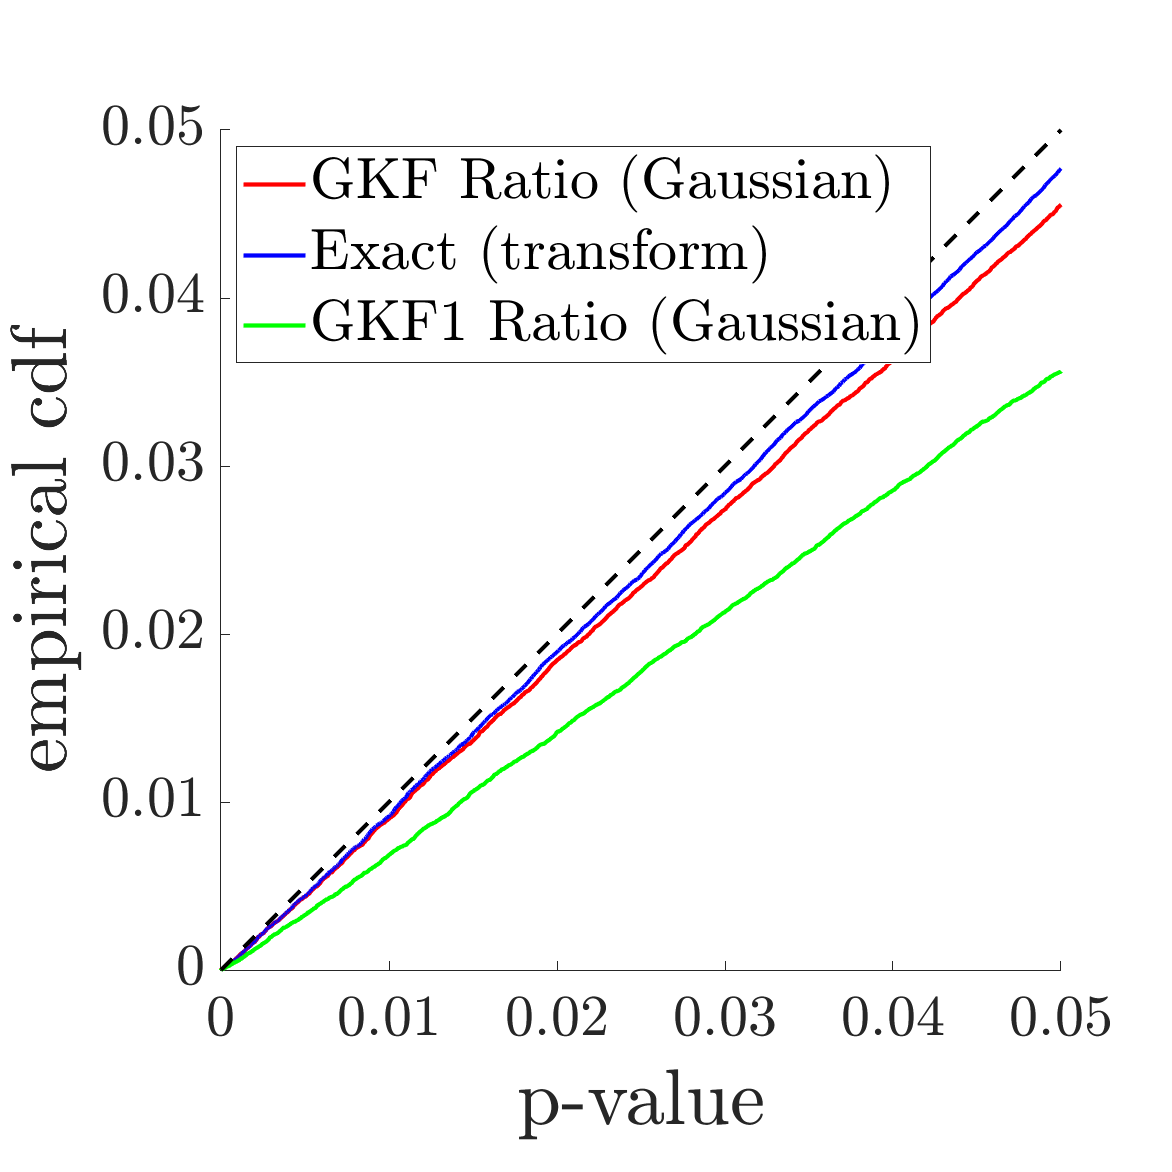 0.05
GKF Ratio (Gaussian)
Exact (transform)
GKF1 Ratio (Gaussian)
0.04
0.03
0.02
0.01
0
empirical cdf
0 0.01 0.02 0.03 0.04 0.05
p-value